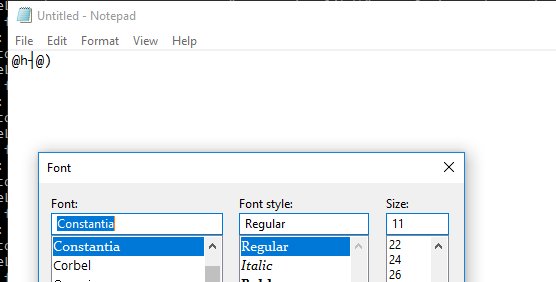 Untitled - Notepad
File Edit Format View Help
@h-|@)
Font
Font: Font style: Size:
Constantia Regular 11
Constantia Regular 22
Corbel Italic 24
26